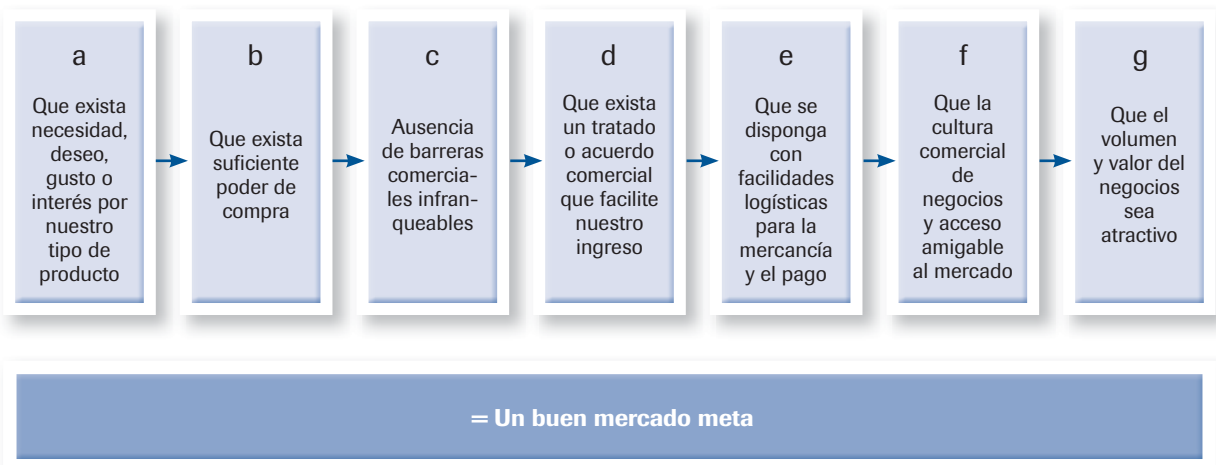 a
Que exista
necesidad,
deseo,
gusto o
interés por
nuestro
tipo de
producto
b
Que exista
suficiente
poder de
compra
c
Ausencia
de barreras
comercia-
les infran-
queables
d
Que exista
un tratado
o acuerdo
comercial
que facilite
nuestro
ingreso
e
Que se
disponga
con
facilidades
logísticas
para la
mercancía
y el pago
f
Que la
cultura
comercial
de
negocios
y acceso
amigable
al mercado
g
Que el
volumen
y valor del
negocios
sea
atractivo
= Un buen mercado meta